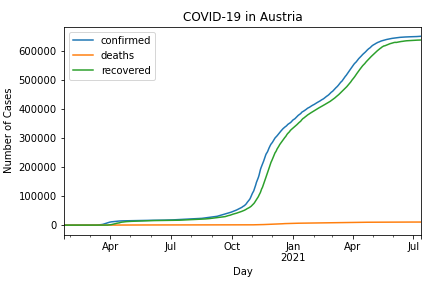 COVID-19 in Austria
confirmed
deaths
recovered
Number of Cases
600000
500000
400000
300000
200000
100000
0
Apr Jul Oct Jan Apr Jul
2021
Day